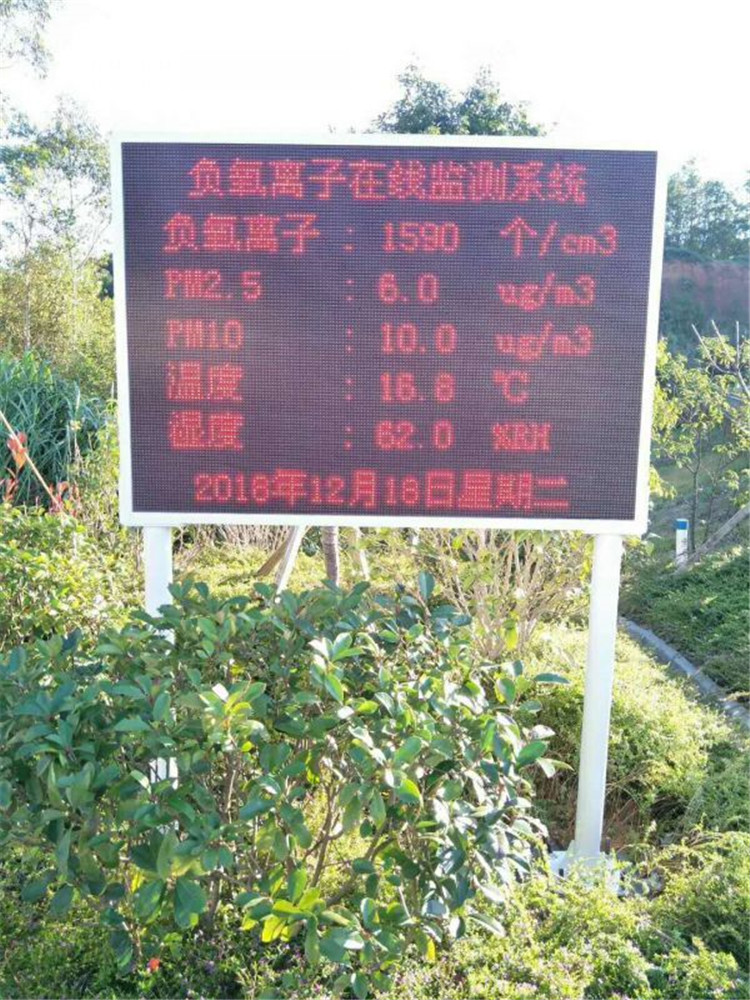 负氧离子在线监测系统
负氧离子 : 1590 个/cm3
PM2.5 : 6.0 ug/m3
PM10 : 10.0 ug/m3
温度 : 16.8 ℃
湿度 : 62.0 %RH
2018年12月18日星期二